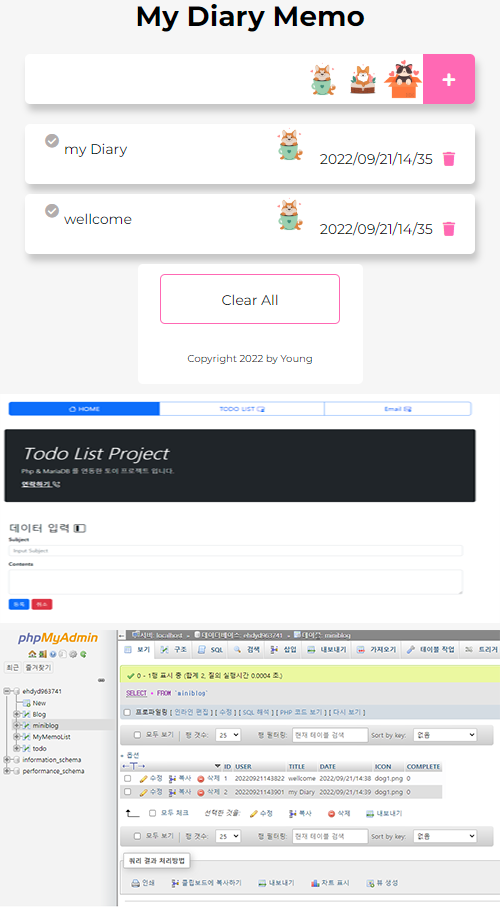 My Diary Memo
+
my Diary
2022/09/21/14/35
wellcome
2022/09/21/14/35
Clear All
Copyright 2022 by Young
HOME TODO LIST Email
Todo List Project
Php & MariaDB 를 연동한 토이 프로젝트 입니다.
연락하기
데이터 입력
Subject
Input Subject
Contents
등록 취소
phpMyAdmin
최근 즐겨찾기
ehdyd963741
New
Blog
miniblog
MyMemoList
todo
information_schema
performance_schema
서버: localhost » 데이터베이스: ehdyd963741 » 테이블: miniblog
보기 구조 SQL 검색 삽입 내보내기 가져오기 테이블 작업 트리거
0 - 1행 표시 중 (합계 2, 질의 실행시간 0.0004 초.)
SELECT * FROM `miniblog`
프로파일링 [ 인라인 편집 ] [ 수정 ] [ SQL 해석 ] [ PHP 코드 보기 ] [ 다시 보기 ]
모두 보기 행 갯수: 25 행 필터링: 현재 테이블 검색 Sort by key: 없음
+ 옵션
←T→ ID USER TITLE DATE ICON COMPLETE
수정 복사 삭제 1 20220921143822 wellcome 2022/09/21/14:38 dog1.png 0
수정 복사 삭제 2 20220921143901 my Diary 2022/09/21/14:39 dog1.png 0
모두 체크 선택한 것을: 수정 복사 삭제 내보내기
모두 보기 행 갯수: 25 행 필터링: 현재 테이블 검색 Sort by key: 없음
쿼리 결과 처리방법
인쇄 클립보드에 복사하기 내보내기 차트 표시 뷰 생성